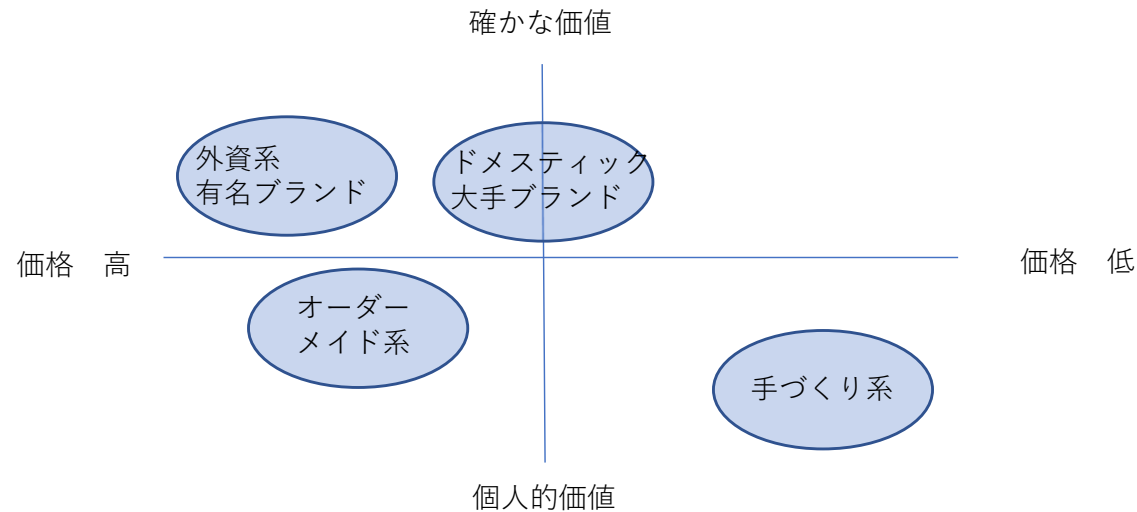 確かな価値
外資系
有名ブランド
ドメスティック
大手ブランド
価格　高
価格　低
オーダー
メイド系
手づくり系
個人的価値